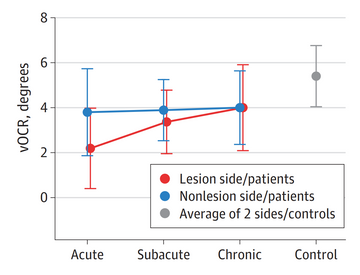 8
6
4
2
0
vOCR, degrees
Lesion side/patients
Nonlesion side/patients
Average of 2 sides/controls
Acute
Subacute
Chronic
Control